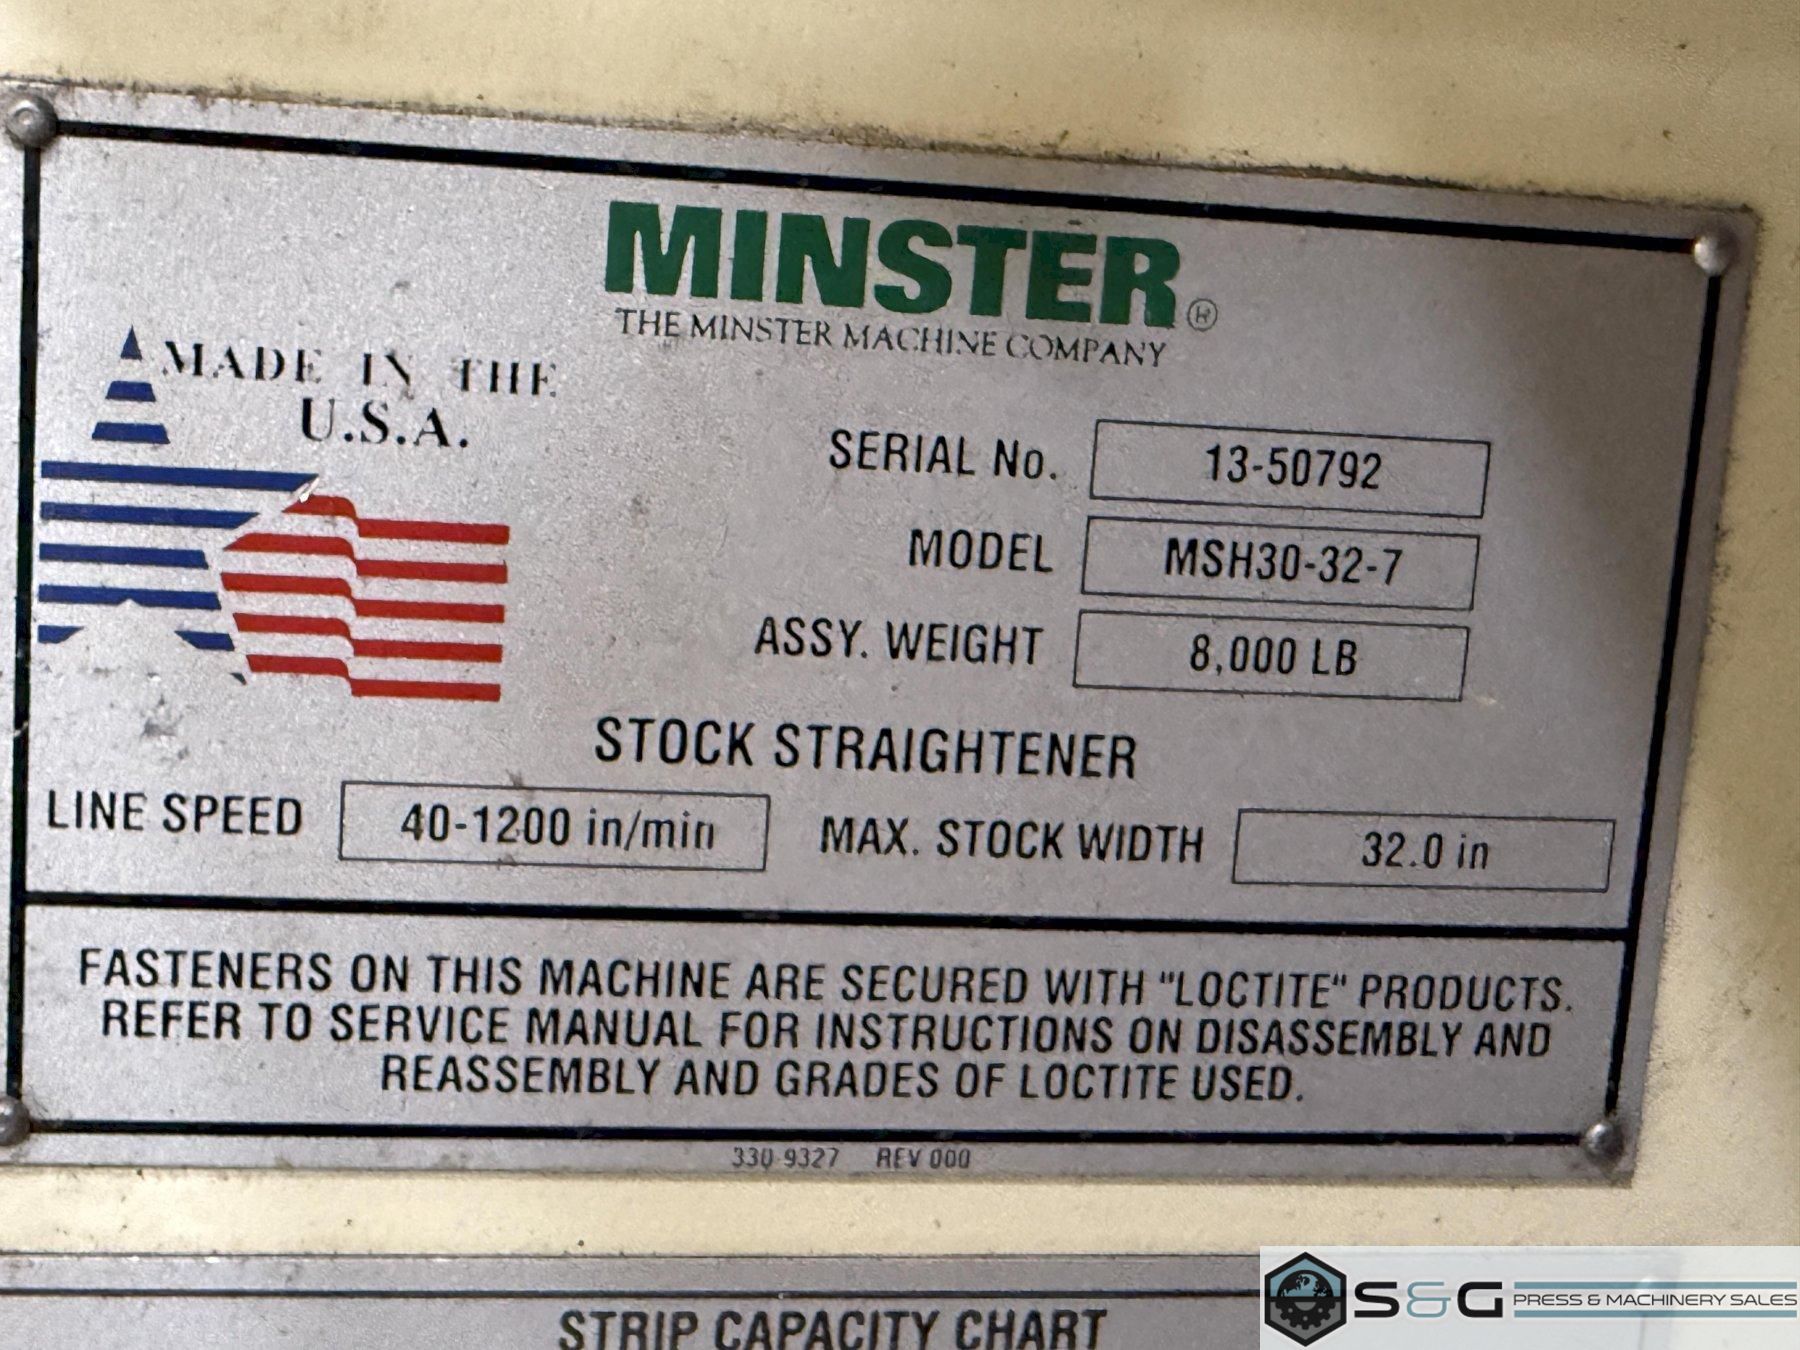 MINSTER®
THE MINSTER MACHINE COMPANY
MADE IN THE
U.S.A.
SERIAL No. 13-50792
MODEL MSH30-32-7
ASSY. WEIGHT 8,000 LB
STOCK STRAIGHTENER
LINE SPEED 40-1200 in/min MAX. STOCK WIDTH 32.0 in
FASTENERS ON THIS MACHINE ARE SECURED WITH "LOCTITE" PRODUCTS.
REFER TO SERVICE MANUAL FOR INSTRUCTIONS ON DISASSEMBLY AND
REASSEMBLY AND GRADES OF LOCTITE USED.
330-9327 REV 000
STRIP CAPACITY CHART
S&G PRESS & MACHINERY SALES